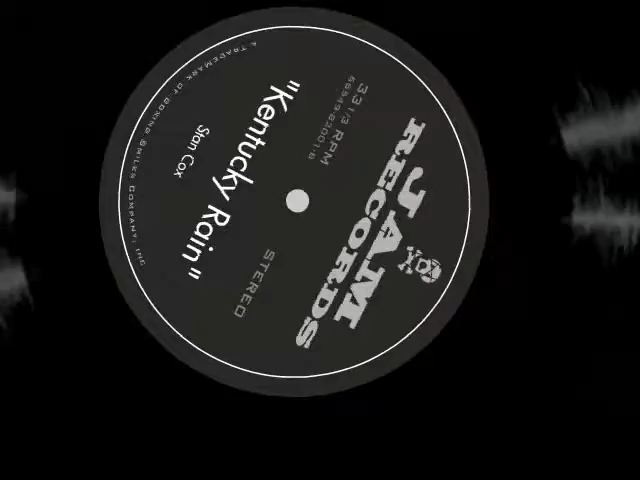 JAM
RECORDS
33 1/3 RPM
STEREO
"Kentucky Rain"
Stan Cox